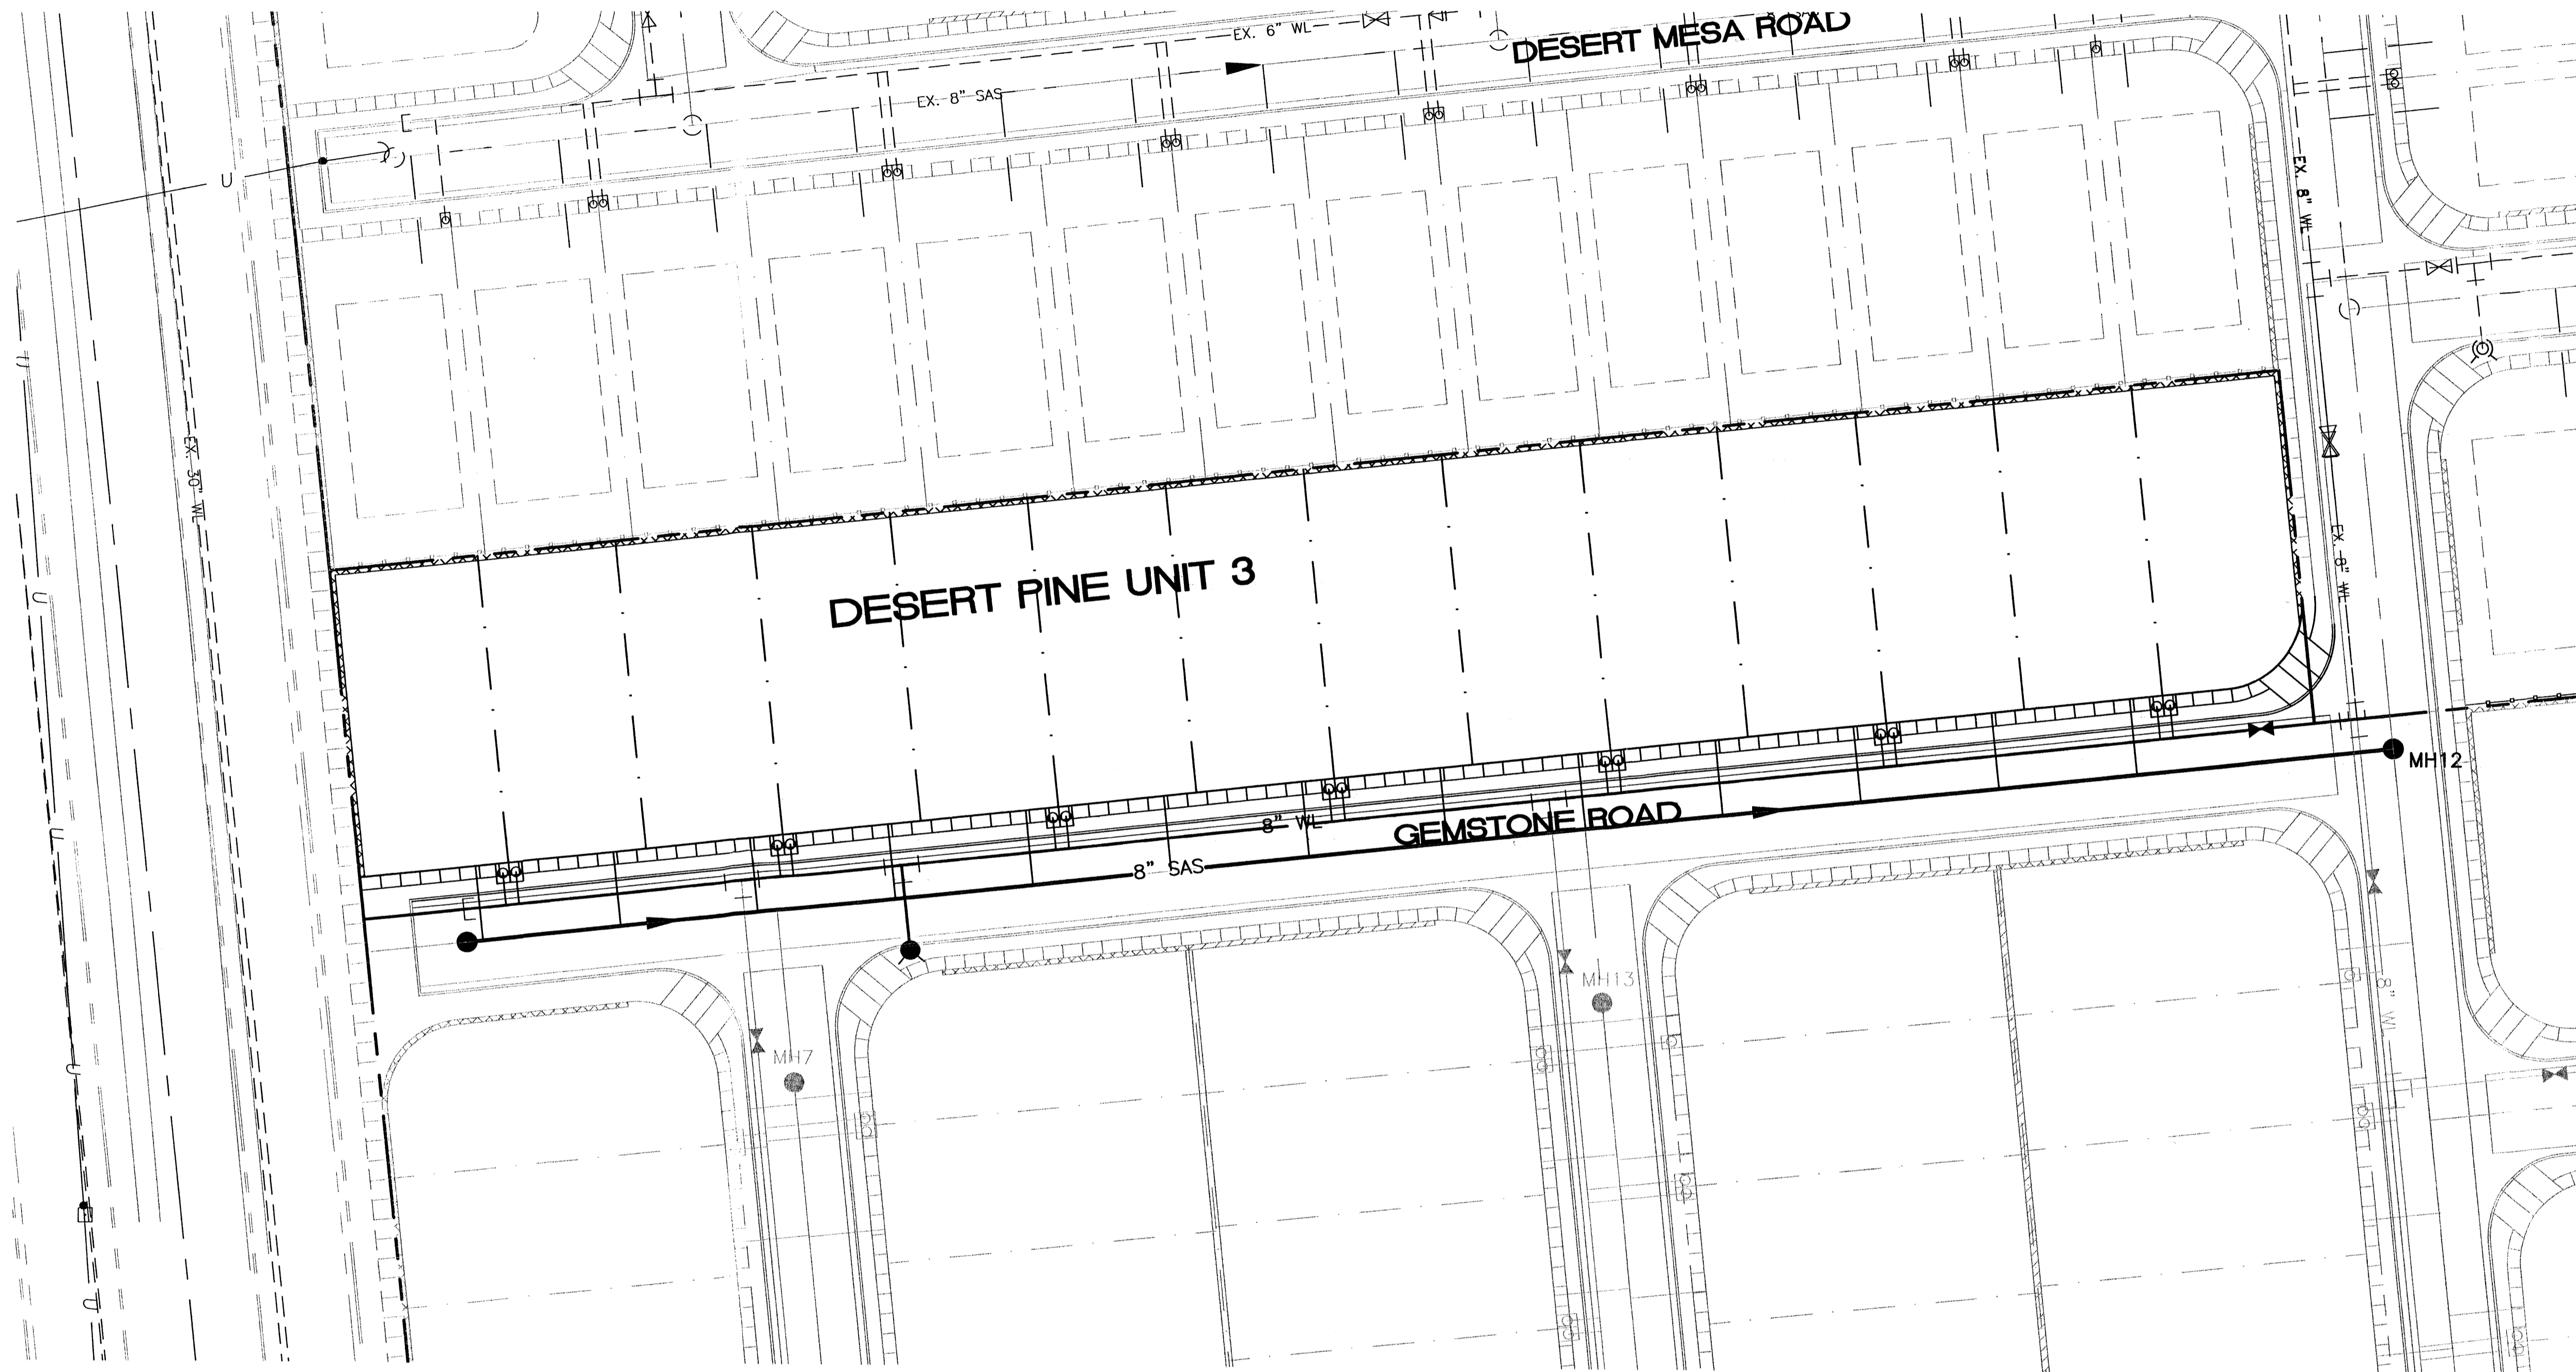 EX. 6" WL
DESERT MESA ROAD
EX. 8" SAS
U
EX. 8" WL
EX. 30" WL
EX. 8" WL
DESERT PINE UNIT 3
U
U
U
U
MH12
8" WL
GEMSTONE ROAD
8" SAS
MH13
8" WL
MH7